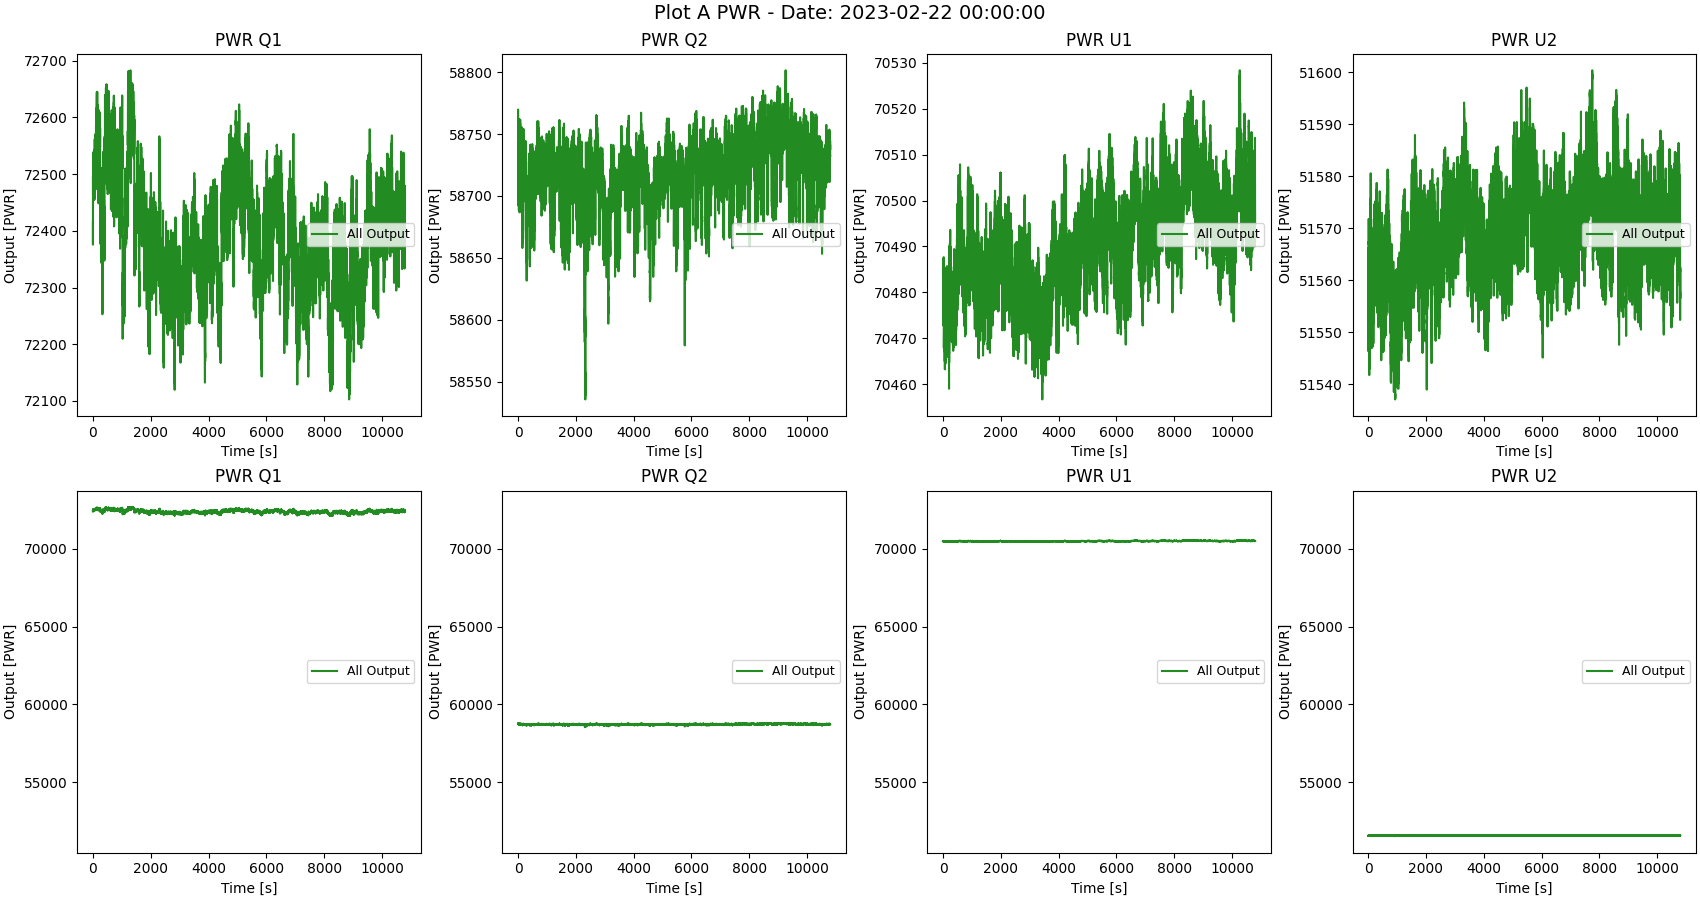 Plot A PWR - Date: 2023-02-22 00:00:00
PWR Q1
Output [PWR]
72700
72600
72500
72400
72300
72200
72100
All Output
0 2000 4000 6000 8000 10000
Time [s]
PWR Q2
Output [PWR]
58800
58750
58700
58650
58600
58550
All Output
0 2000 4000 6000 8000 10000
Time [s]
PWR U1
Output [PWR]
70530
70520
70510
70500
70490
70480
70470
70460
All Output
0 2000 4000 6000 8000 10000
Time [s]
PWR U2
Output [PWR]
51600
51590
51580
51570
51560
51550
51540
All Output
0 2000 4000 6000 8000 10000
Time [s]
PWR Q1
Output [PWR]
70000
65000
60000
55000
All Output
0 2000 4000 6000 8000 10000
Time [s]
PWR Q2
Output [PWR]
70000
65000
60000
55000
All Output
0 2000 4000 6000 8000 10000
Time [s]
PWR U1
Output [PWR]
70000
65000
60000
55000
All Output
0 2000 4000 6000 8000 10000
Time [s]
PWR U2
Output [PWR]
70000
65000
60000
55000
All Output
0 2000 4000 6000 8000 10000
Time [s]